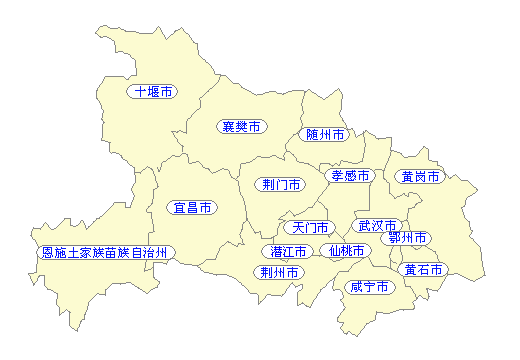 十堰市
襄樊市
随州市
孝感市
黄岗市
荆门市
宜昌市
天门市
武汉市
鄂州市
恩施土家族苗族自治州
潜江市
仙桃市
荆州市
黄石市
咸宁市